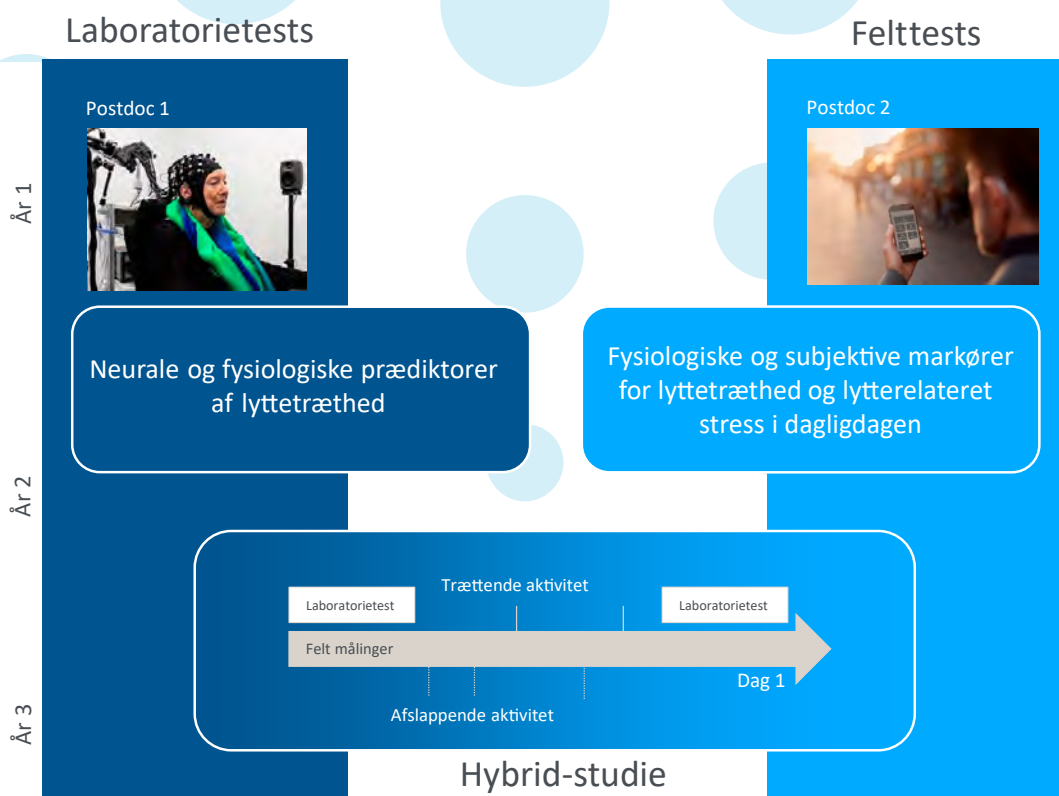 Laboratorietests
Felttests
Postdoc 1
Postdoc 2
År 1
Neurale og fysiologiske prædiktorer
af lyttetræthed
Fysiologiske og subjektive markører
for lyttetræthed og lytterelateret
stress i dagligdagen
År 2
Trættende aktivitet
Laboratorietest
Laboratorietest
Felt målinger
Dag 1
Afslappende aktivitet
År 3
Hybrid-studie